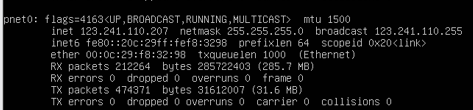 pnet0: flags=4163<UP,BROADCAST,RUNNING,MULTICAST>  mtu 1500
        inet 123.241.110.207  netmask 255.255.255.0  broadcast 123.241.110.255
        inet6 fe80::20c:29ff:fef8:3298  prefixlen 64  scopeid 0x20<link>
        ether 00:0c:29:f8:32:98  txqueuelen 1000  (Ethernet)
        RX packets 212264  bytes 285722403 (285.7 MB)
        RX errors 0  dropped 0  overruns 0  frame 0
        TX packets 474371  bytes 31612007 (31.6 MB)
        TX errors 0  dropped 0 overruns 0  carrier 0  collisions 0